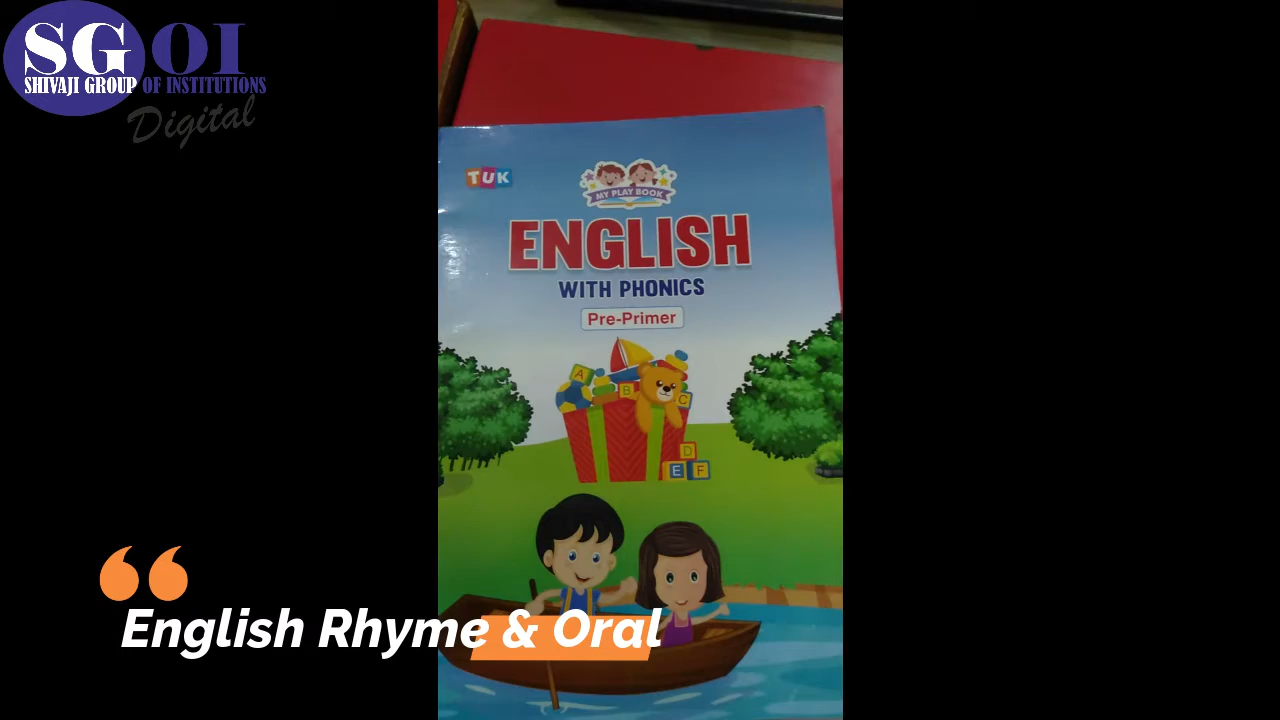 SGOI
SHIVAJI GROUP OF INSTITUTIONS
Digital
TUK
MY PLAY BOOK
ENGLISH
WITH PHONICS
Pre-Primer
A
B
C
D
E F
“
English Rhyme & Oral